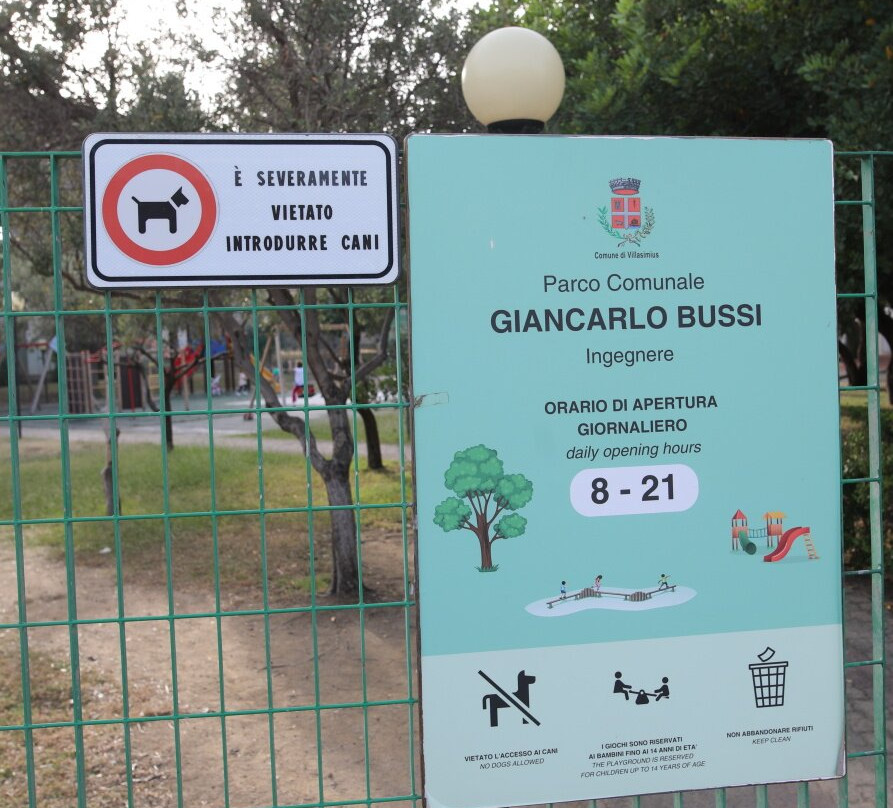 È SEVERAMENTE
VIETATO
INTRODURRE CANI
Comune di Villasimius
Parco Comunale
GIANCARLO BUSSI
Ingegnere
ORARIO DI APERTURA
GIORNALIERO
daily opening hours
8 - 21
VIETATO L'ACCESSO AI CANI
NO DOGS ALLOWED
I GIOCHI SONO RISERVATI
AI BAMBINI FINO AI 14 ANNI DI ETA'
THE PLAYGROUND IS RESERVED
FOR CHILDREN UP TO 14 YEARS OF AGE
NON ABBANDONARE RIFIUTI
KEEP CLEAN